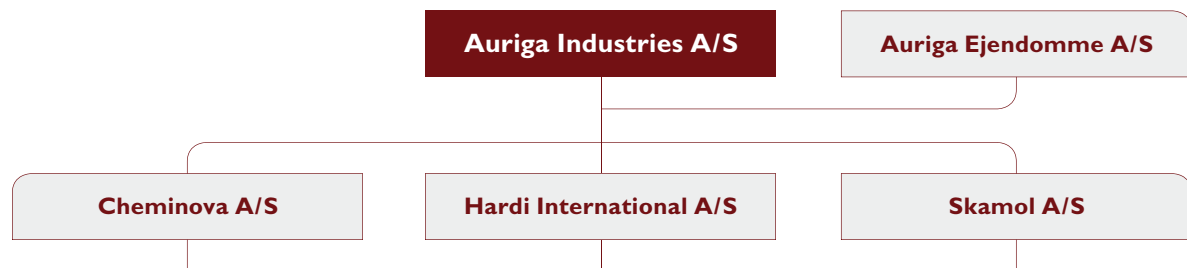 Auriga Industries A/S
Auriga Ejendomme A/S
Cheminova A/S
Hardi International A/S
Skamol A/S